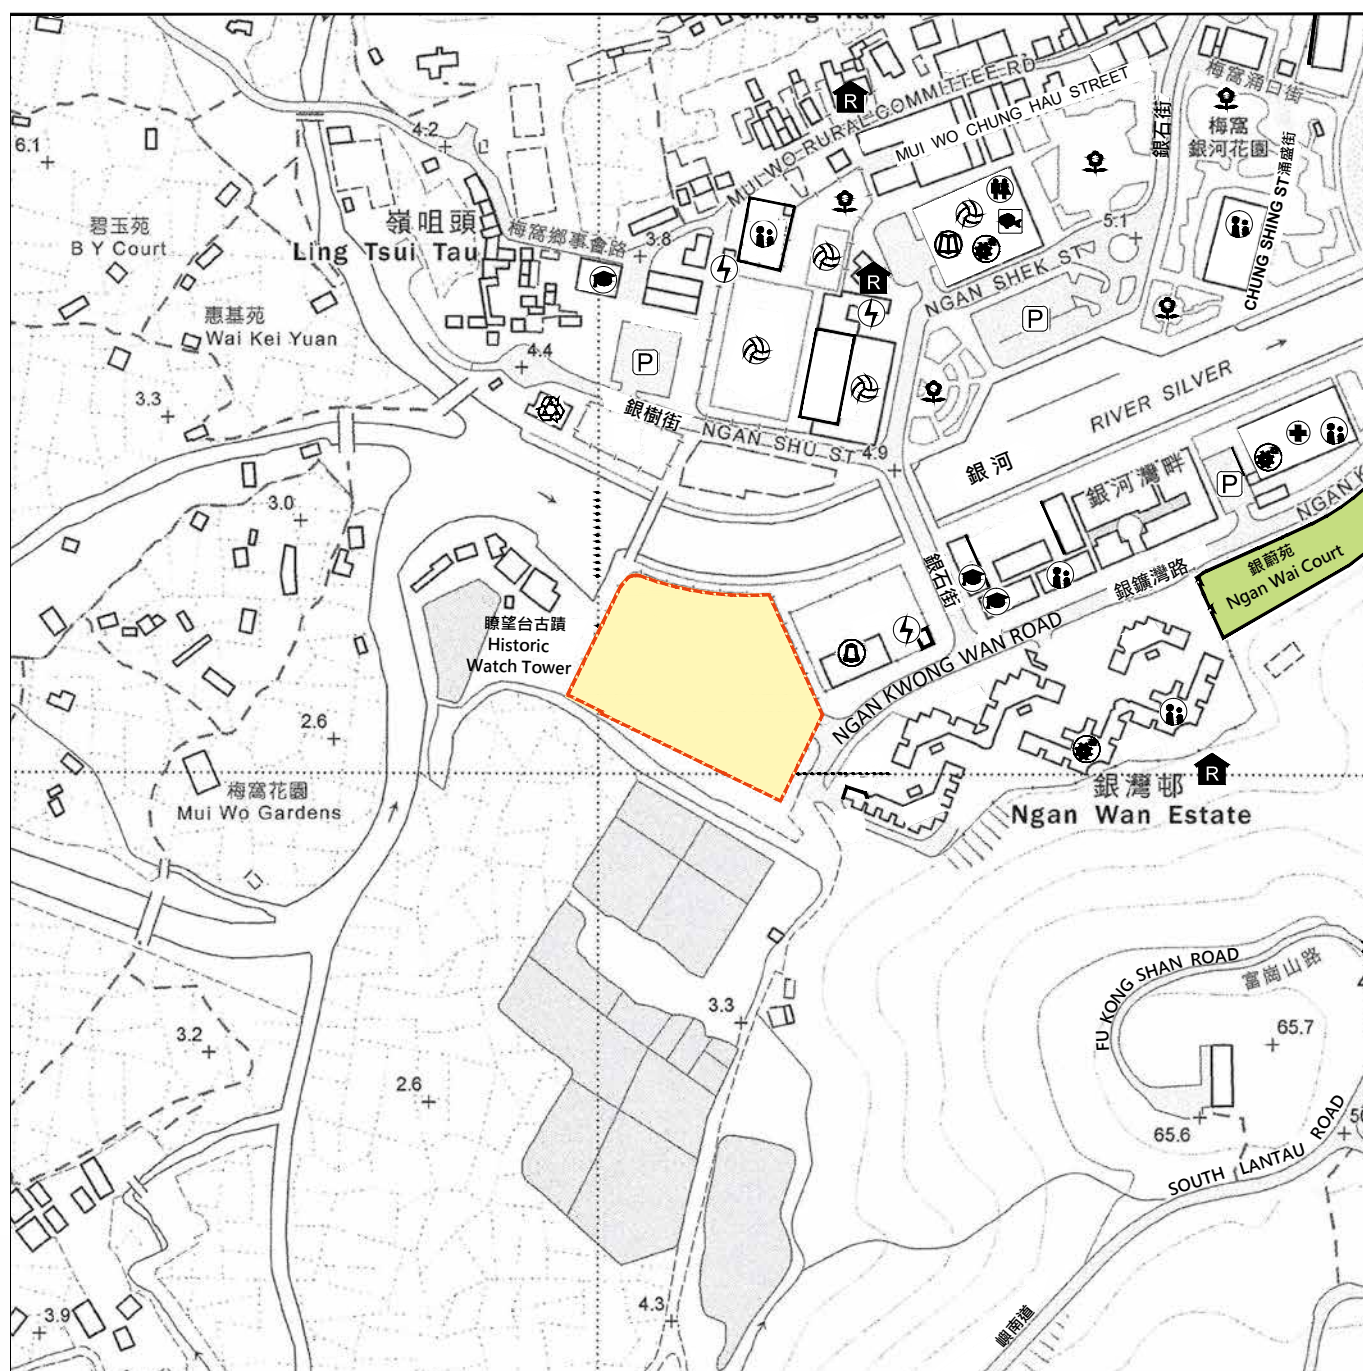 MUI WO RURAL COMMITTEE RD
MUI WO CHUNG HAU STREET
銀石街
梅窩涌口街
梅窩
銀河花園
CHUNG SHING ST 涌盛街
R
4.2
6.1
碧玉苑
B Y Court
嶺咀頭
Ling Tsui Tau
梅窩鄉事會路
3.8
5.1
R
NGAN SHEK ST
P
惠基苑
Wai Kei Yuan
4.4
P
RIVER SILVER
3.3
銀樹街
NGAN SHU ST
4.9
銀河
銀河灣畔
P
NGAN K
3.0
銀石街
銀鑛灣路
銀蔚苑
Ngan Wai Court
瞭望台古蹟
Historic
Watch Tower
NGAN KWONG WAN ROAD
2.6
R
梅窩花園
Mui Wo Gardens
銀灣邨
Ngan Wan Estate
FU KONG SHAN ROAD
富崗山路
3.3
65.7
3.2
2.6
65.6
SOUTH LANTAU ROAD
嶼南道
4.3
3.9